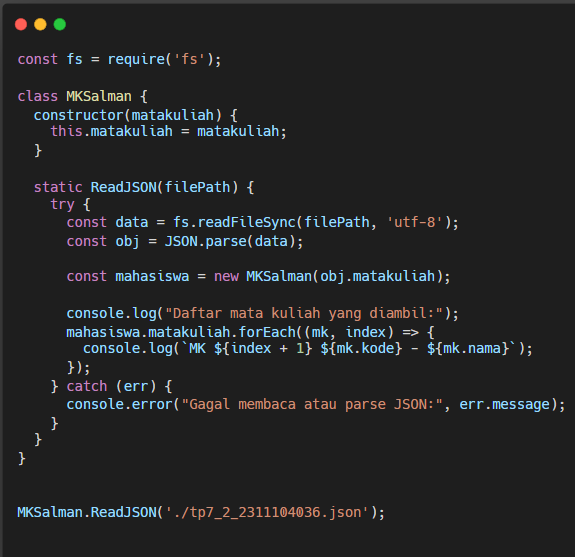 const fs = require('fs');
class MKSalman {
constructor(matakuliah) {
this.matakuliah = matakuliah;
}
static ReadJSON(filePath) {
try {
const data = fs.readFileSync(filePath, 'utf-8');
const obj = JSON.parse(data);
const mahasiswa = new MKSalman(obj.matakuliah);
console.log("Daftar mata kuliah yang diambil:");
mahasiswa.matakuliah.forEach((mk, index) => {
console.log(`MK ${index + 1} ${mk.kode} - ${mk.nama}`);
});
} catch (err) {
console.error("Gagal membaca atau parse JSON:", err.message);
}
}
}
MKSalman.ReadJSON('./tp7_2_2311104036.json');